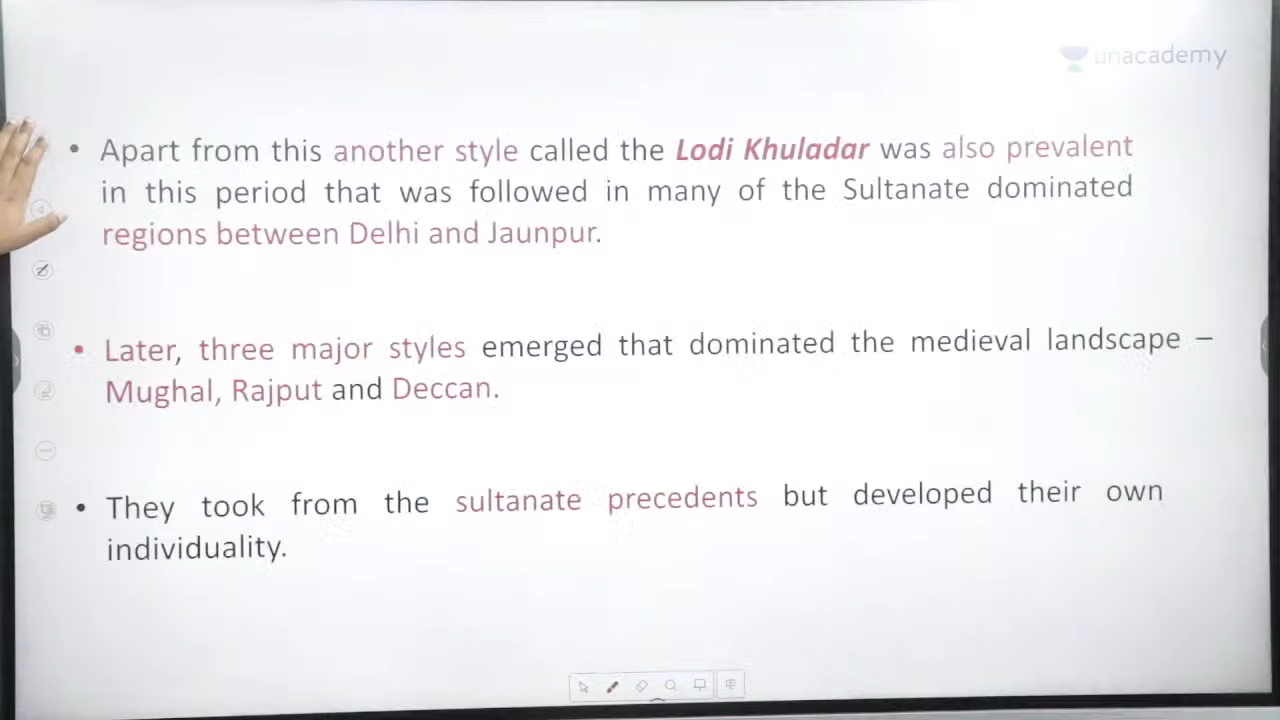 unacademy
• Apart from this another style called the Lodi Khuladar was also prevalent
in this period that was followed in many of the Sultanate dominated
regions between Delhi and Jaunpur.
• Later, three major styles emerged that dominated the medieval landscape –
Mughal, Rajput and Deccan.
• They took from the sultanate precedents but developed their own
individuality.